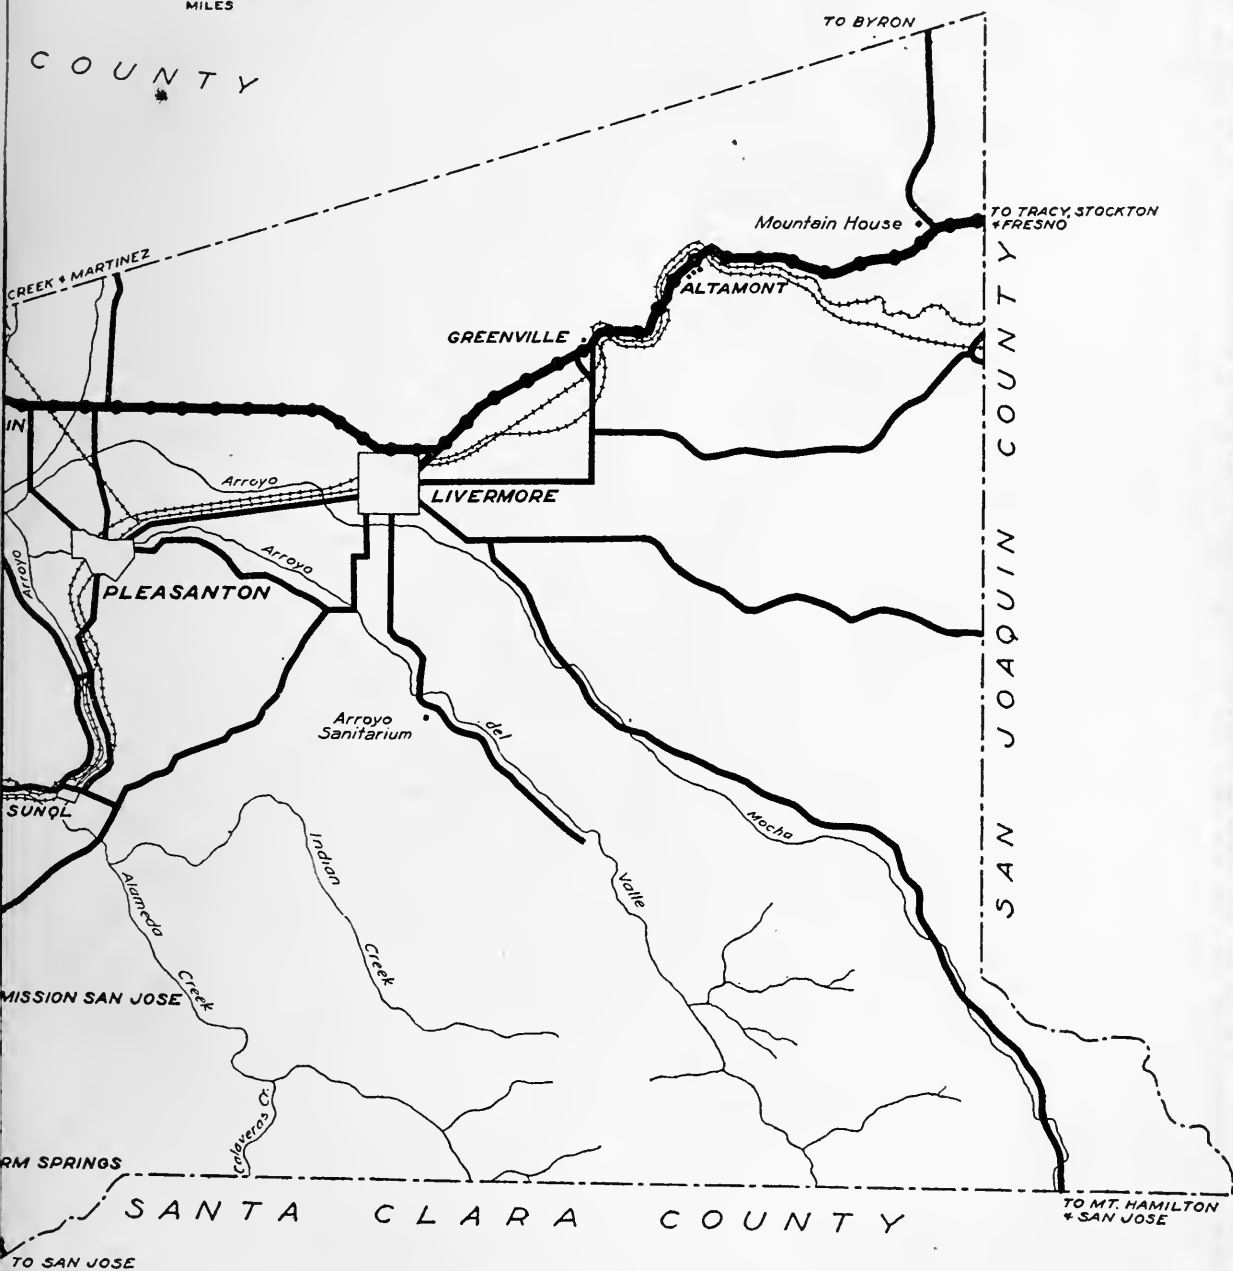 MILES
COUNTY
TO BYRON
TO TRACY, STOCKTON
& FRESNO
Mountain House
CREEK & MARTINEZ
ALTAMONT
GREENVILLE
Arroyo
LIVERMORE
Arroyo
Arroyo
PLEASANTON
SAN JOAQUIN COUNTY
Arroyo
Sanitarium
del
SUNOL
Mocha
Indian
Creek
Valle
Alameda
Creek
MISSION SAN JOSE
Calaveras Cr.
RM SPRINGS
SANTA CLARA COUNTY
TO MT. HAMILTON
& SAN JOSE
TO SAN JOSE
IN